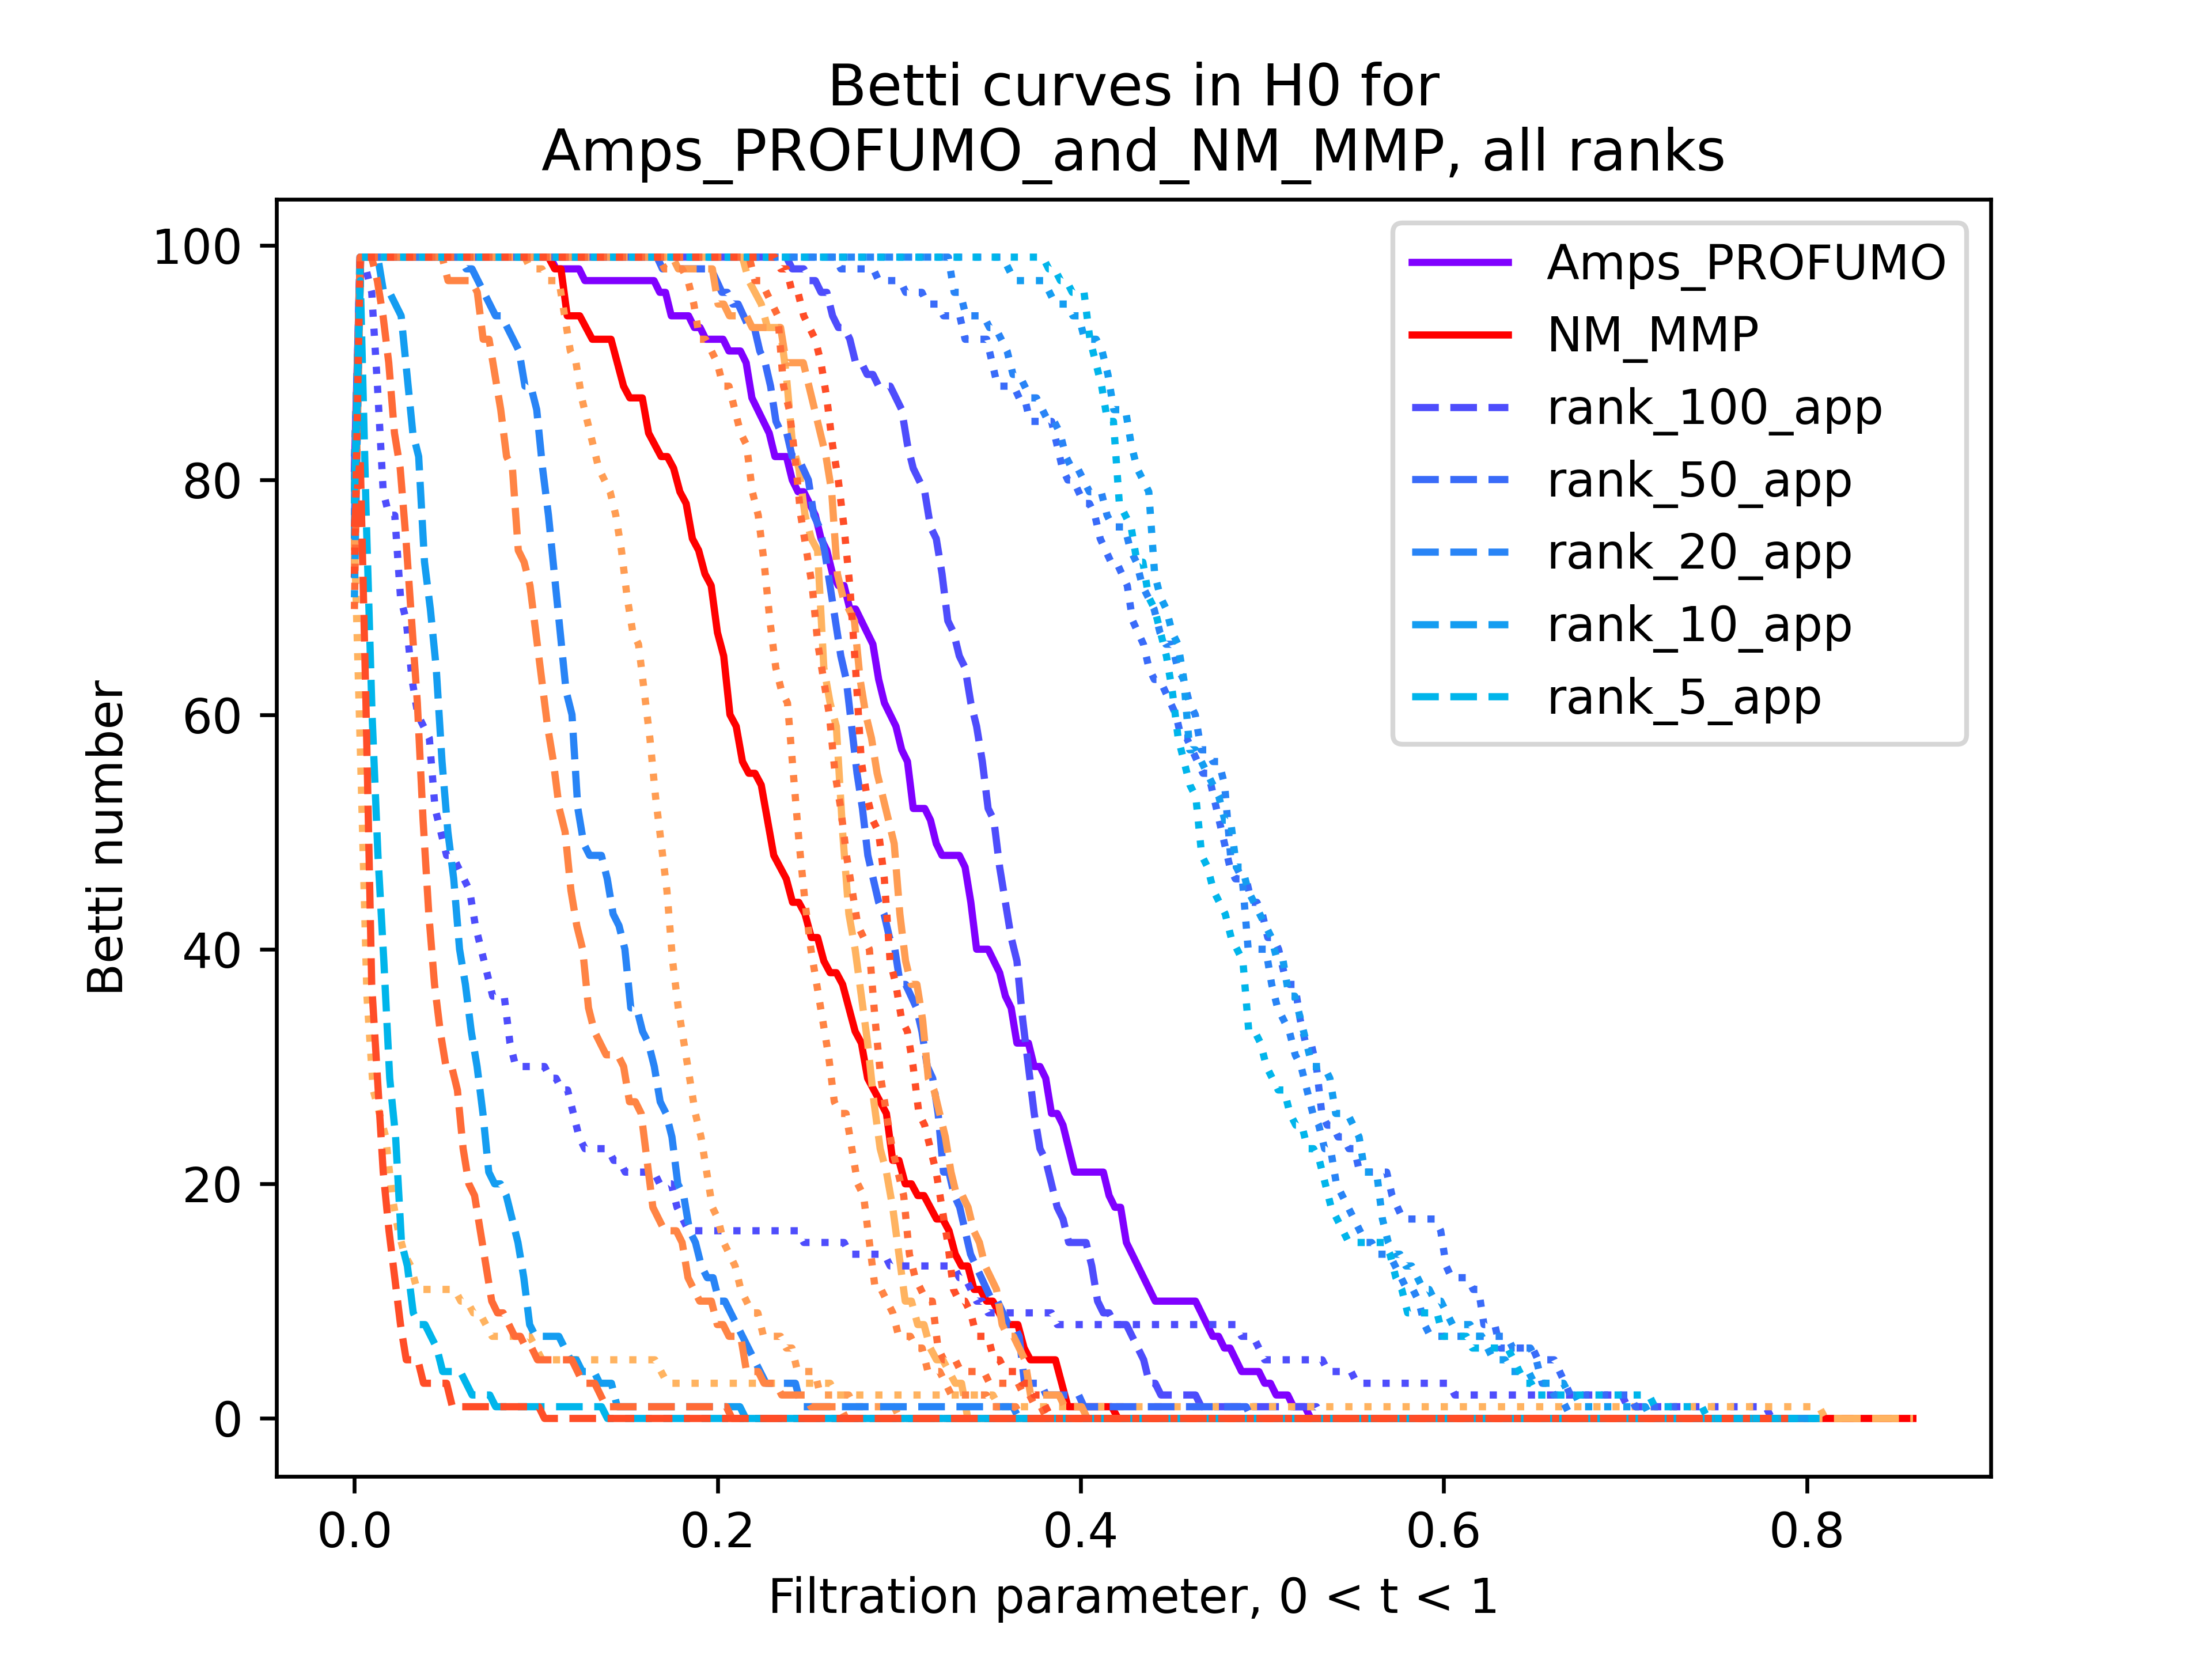 Betti curves in H0 for
Amps_PROFUMO_and_NM_MMP, all ranks
100
80
60
40
20
0
Betti number
0.0 0.2 0.4 0.6 0.8
Filtration parameter, 0 < t < 1
Amps_PROFUMO
NM_MMP
rank_100_app
rank_50_app
rank_20_app
rank_10_app
rank_5_app